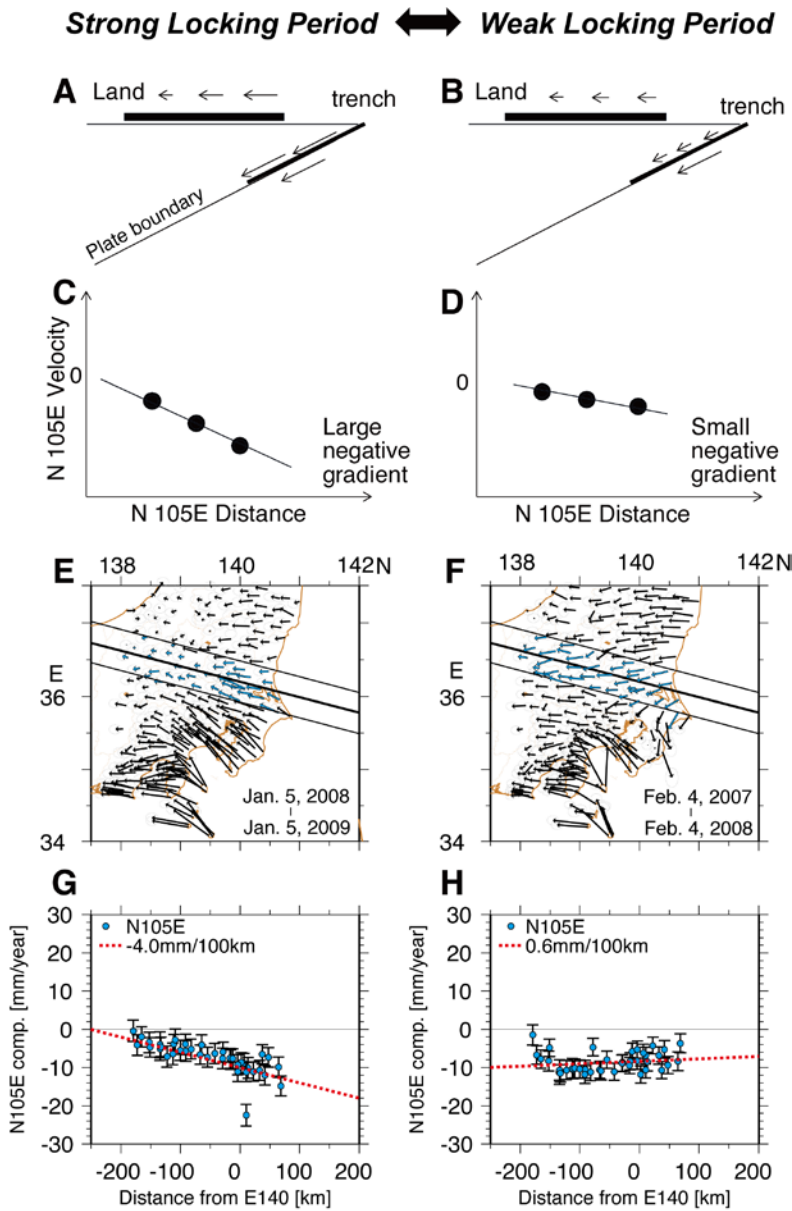 Strong Locking Period Weak Locking Period
A
Land
trench
Plate boundary
B
Land
trench
C
0
N 105E Velocity
Large
negative
gradient
N 105E Distance
D
0
Small
negative
gradient
N 105E Distance
E
138 140 142N
E
36
34
Jan. 5, 2008
Jan. 5, 2009
F
138 140 142N
E
36
34
Feb. 4, 2007
Feb. 4, 2008
G
N105E comp. [mm/year]
30
20
10
0
-10
-20
-30
N105E
-4.0mm/100km
-200 -100 0 100 200
Distance from E140 [km]
H
N105E comp. [mm/year]
30
20
10
0
-10
-20
-30
N105E
0.6mm/100km
-200 -100 0 100 200
Distance from E140 [km]